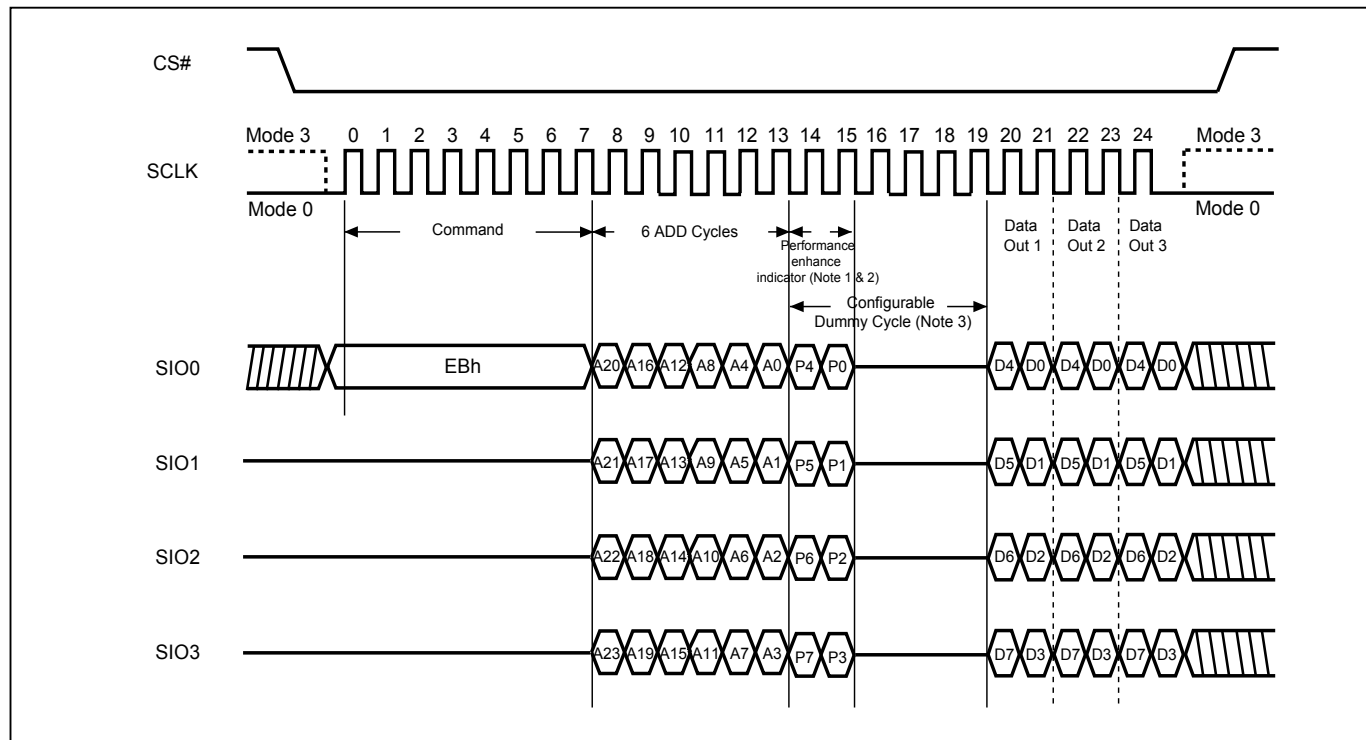 CS#
Mode 3 0 1 2 3 4 5 6 7 8 9 10 11 12 13 14 15 16 17 18 19 20 21 22 23 24 Mode 3
SCLK
Mode 0 Mode 0
Command 6 ADD Cycles Performance enhance indicator (Note 1 & 2) Data Out 1 Data Out 2 Data Out 3
Configurable
Dummy Cycle (Note 3)
SIO0 EBh A20 A16 A12 A8 A4 A0 P4 P0 D4 D0 D4 D0 D4 D0
SIO1 A21 A17 A13 A9 A5 A1 P5 P1 D5 D1 D5 D1 D5 D1
SIO2 A22 A18 A14 A10 A6 A2 P6 P2 D6 D2 D6 D2 D6 D2
SIO3 A23 A19 A15 A11 A7 A3 P7 P3 D7 D3 D7 D3 D7 D3